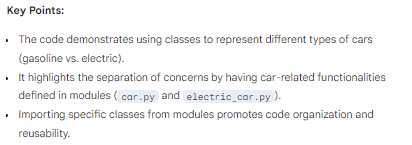 Key Points:
• The code demonstrates using classes to represent different types of cars
(gasoline vs. electric).
• It highlights the separation of concerns by having car-related functionalities
defined in modules ( car.py and electric_car.py ).
• Importing specific classes from modules promotes code organization and
reusability.